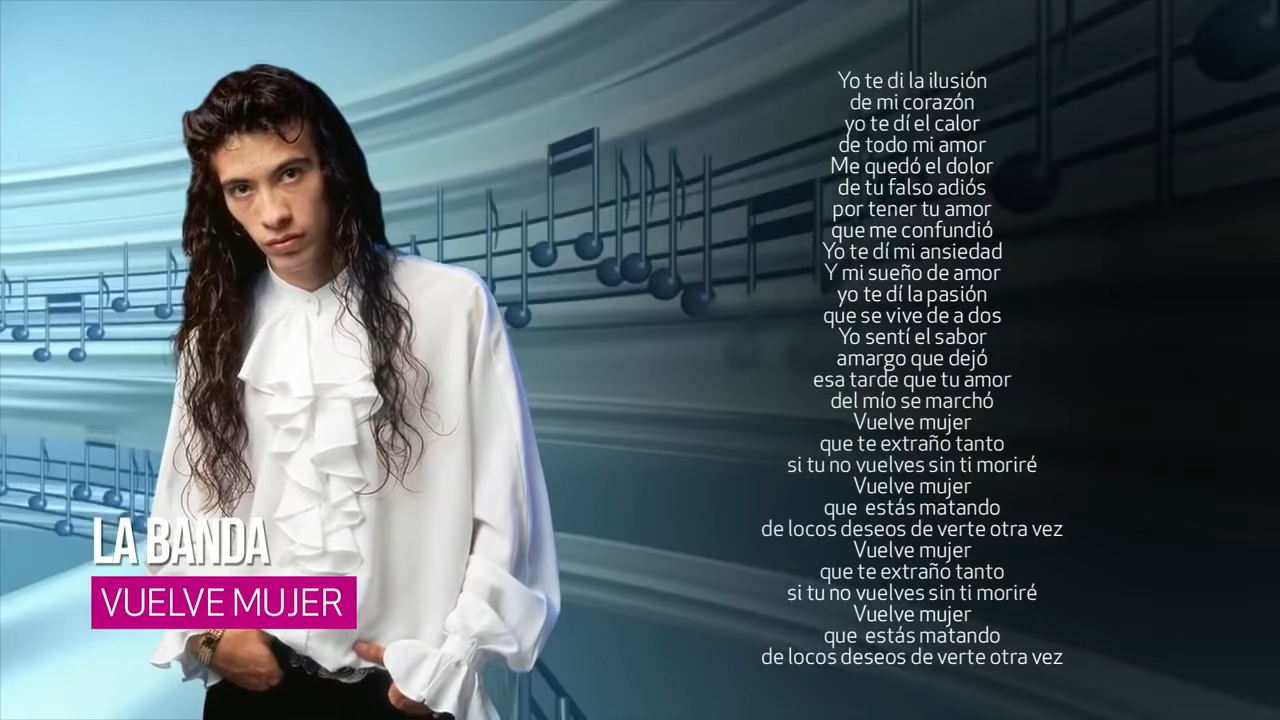 LA BANDA
VUELVE MUJER
Yo te di la ilusión
de mi corazón
yo te dí el calor
de todo mi amor
Me quedó el dolor
de tu falso adiós
por tener tu amor
que me confundió
Yo te dí mi ansiedad
Y mi sueño de amor
yo te dí la pasión
que se vive de a dos
Yo sentí el sabor
amargo que dejó
esa tarde que tu amor
del mío se marchó
Vuelve mujer
que te extraño tanto
si tu no vuelves sin ti moriré
Vuelve mujer
que estás matando
de locos deseos de verte otra vez
Vuelve mujer
que te extraño tanto
si tu no vuelves sin ti moriré
Vuelve mujer
que estás matando
de locos deseos de verte otra vez